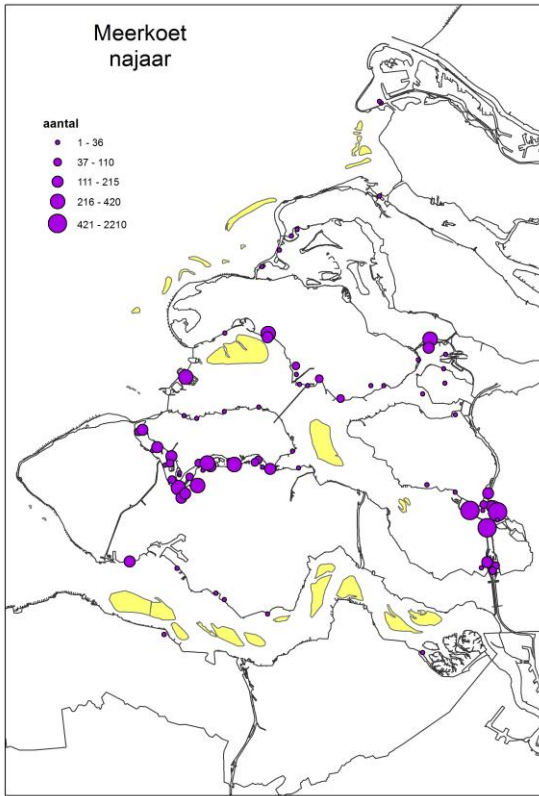 Meerkoet
najaar
aantal
1 - 36
37 - 110
111 - 215
216 - 420
421 - 2210